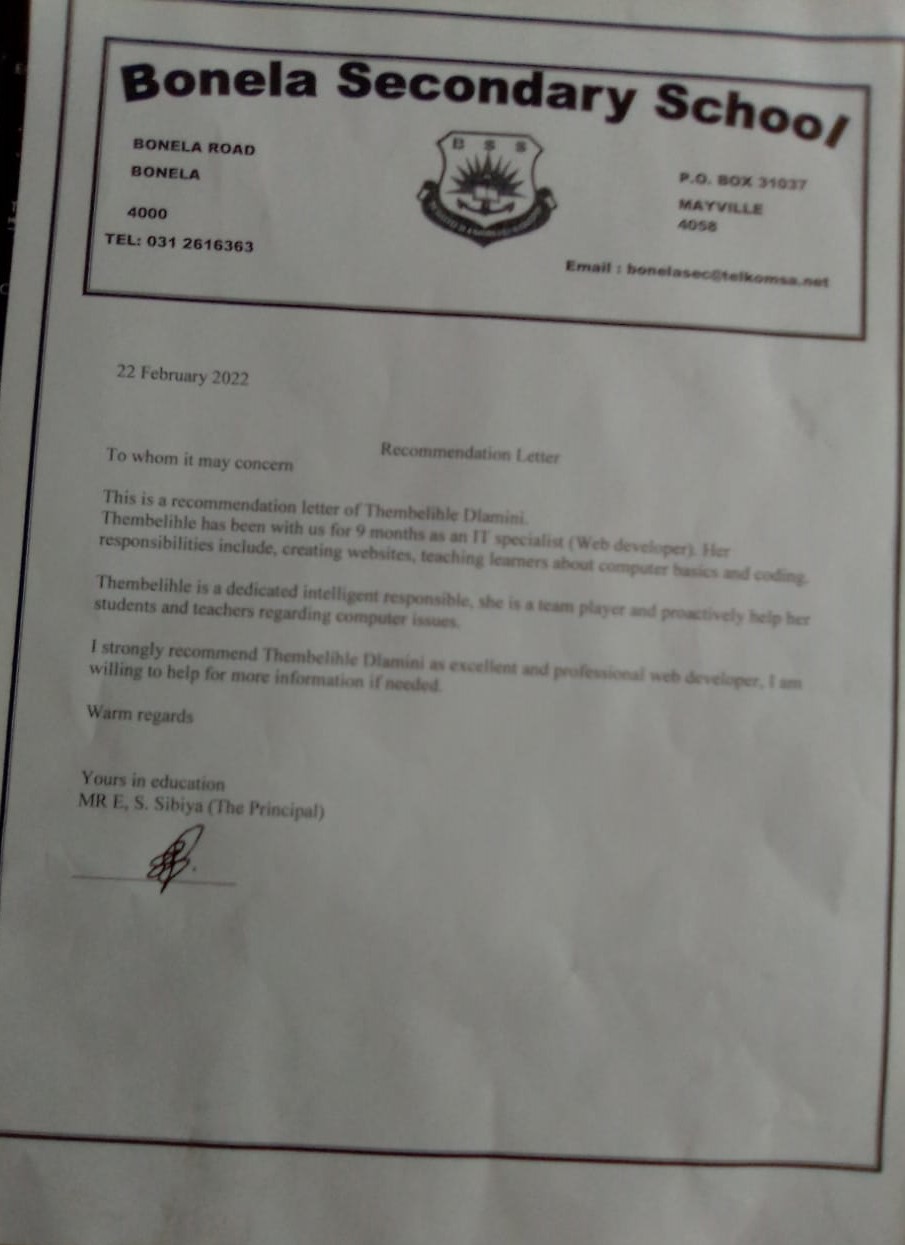 Bonela Secondary School
BONELA ROAD
BONELA
4000
TEL: 031 2616363
B S S
P.O. BOX 31037
MAYVILLE
4058
Email : bonelasec@telkomsa.net
22 February 2022
Recommendation Letter
To whom it may concern
This is a recommendation letter of Thembelihle Dlamini.
Thembelihle has been with us for 9 months as an IT specialist (Web developer). Her
responsibilities include, creating websites, teaching learners about computer basics and coding.
Thembelihle is a dedicated intelligent responsible, she is a team player and proactively help her
students and teachers regarding computer issues.
I strongly recommend Thembelihle Dlamini as excellent and professional web developer, I am
willing to help for more information if needed.
Warm regards
Yours in education
MR E, S. Sibiya (The Principal)